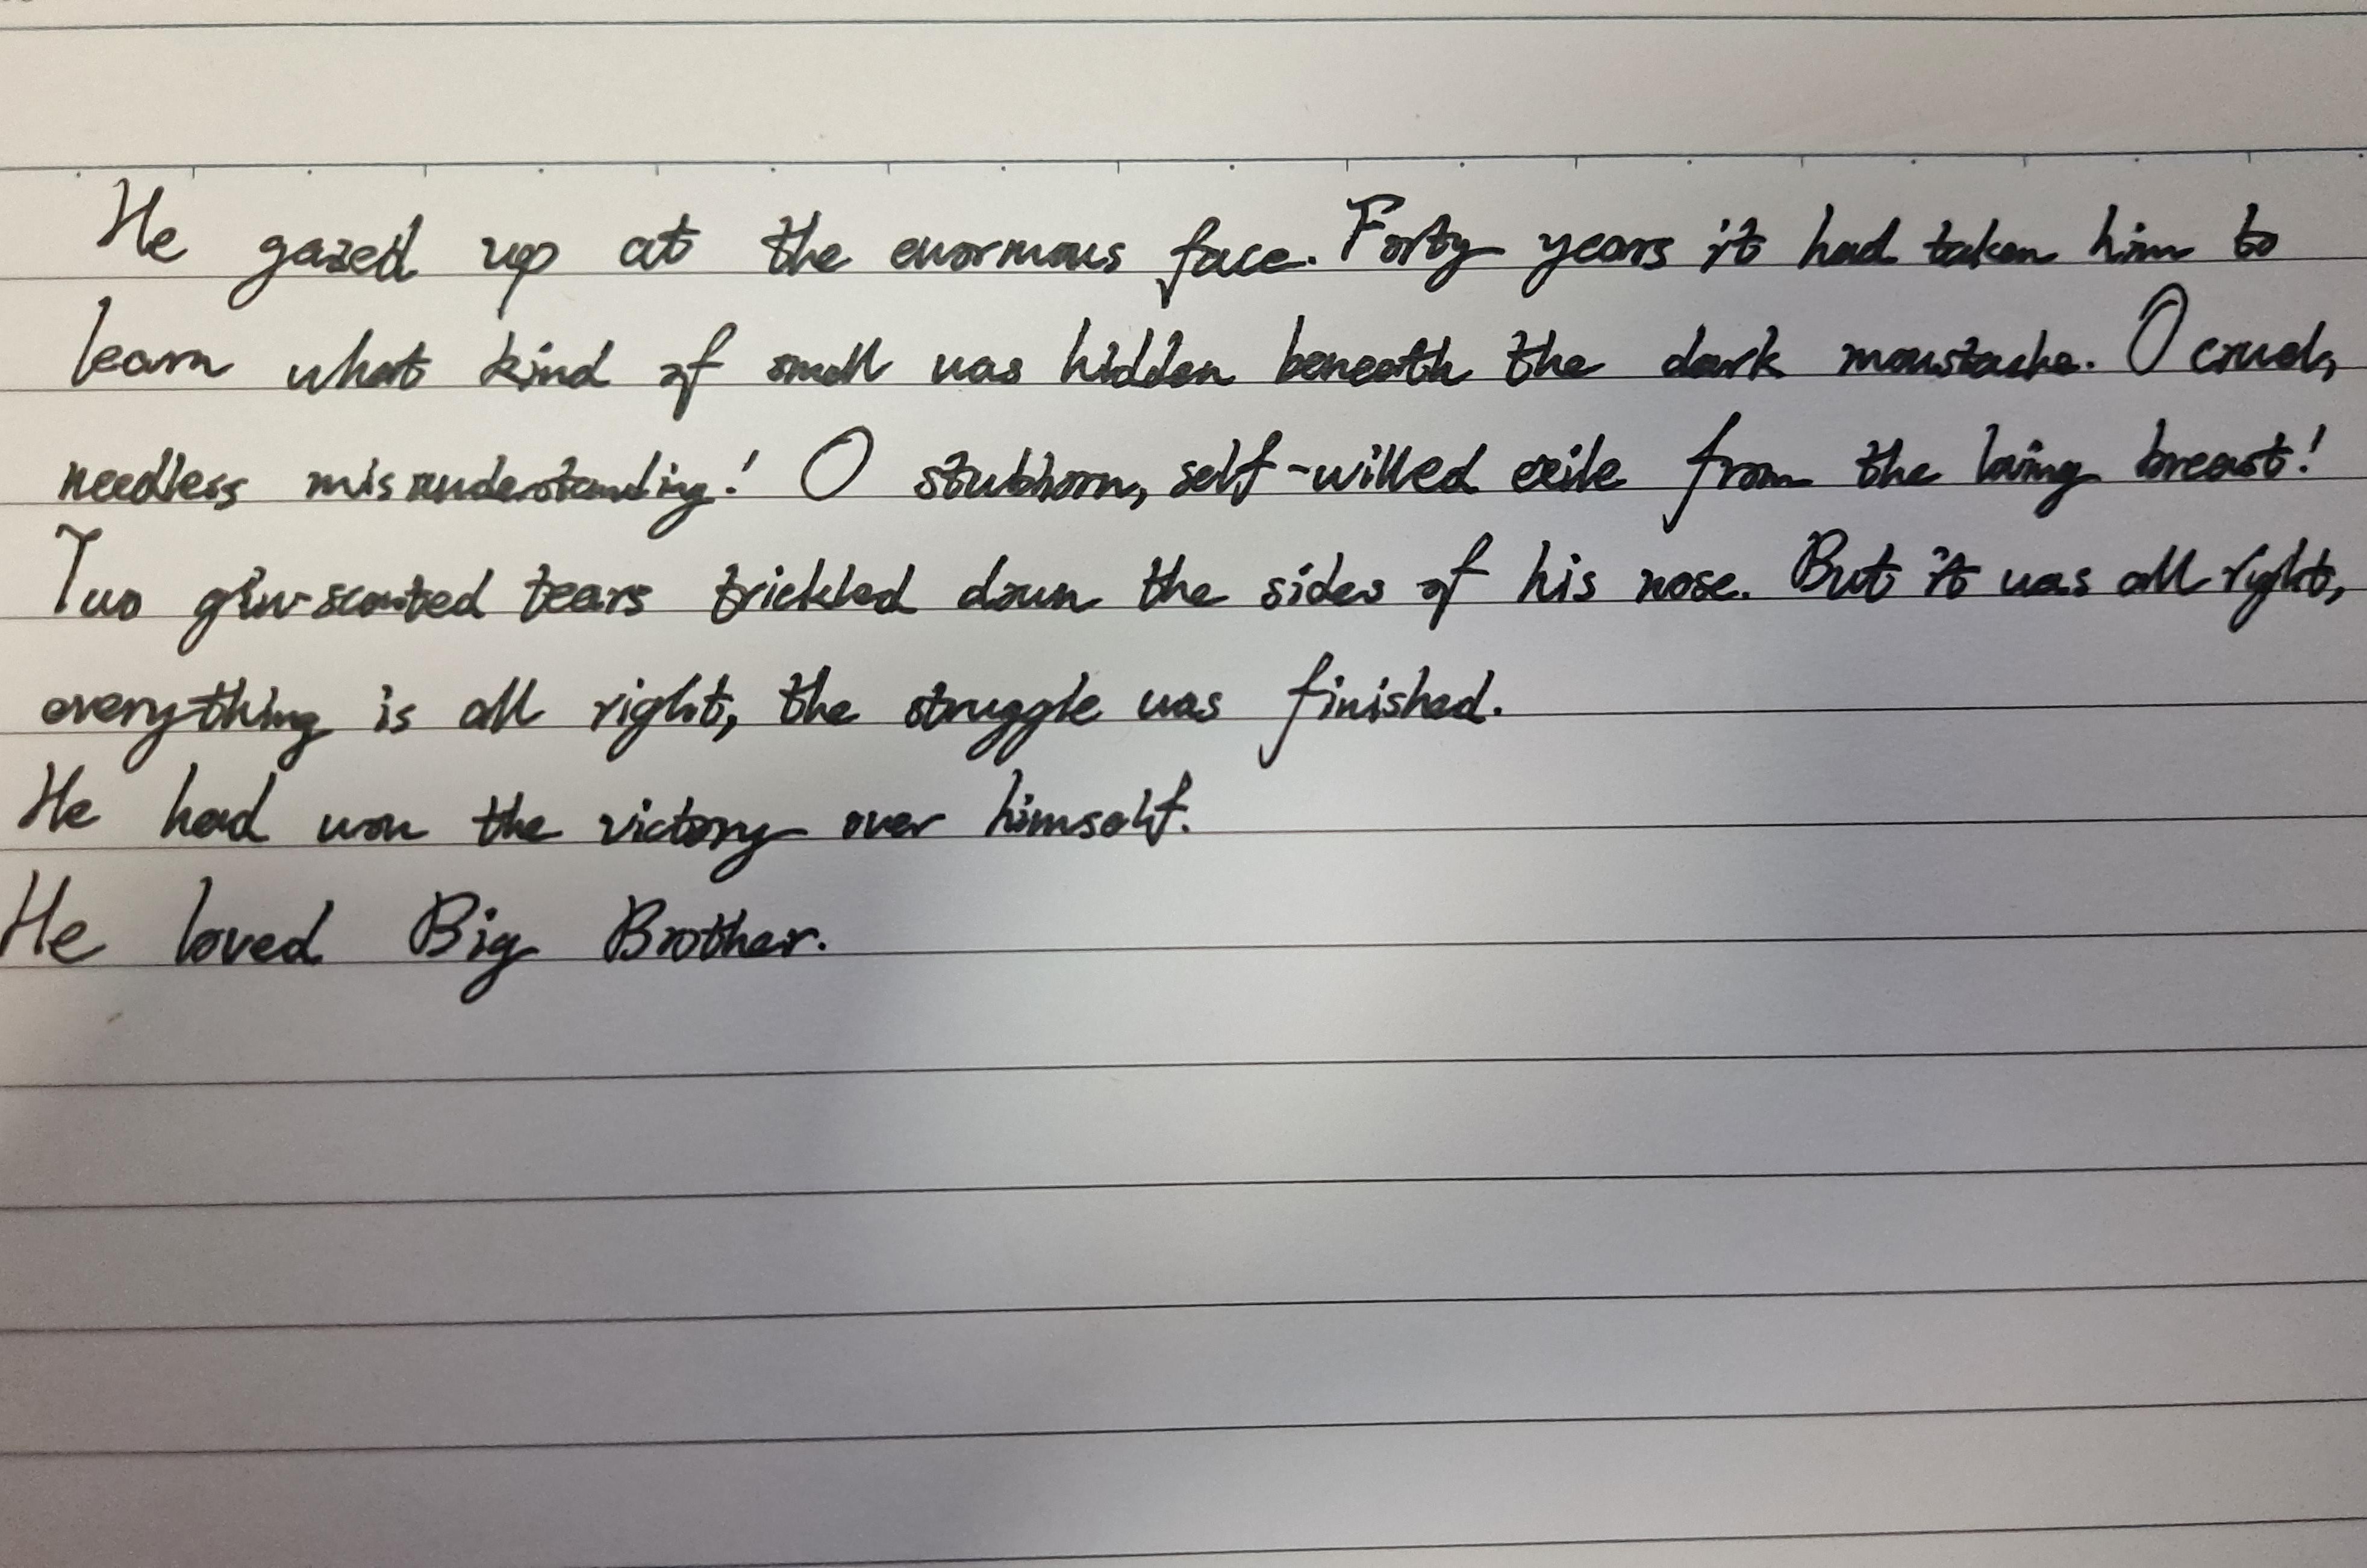 He gazed up at the enormous face. Forty years it had taken him to
learn what kind of small was hidden beneath the dark moustache. O cruel,
needless misunderstanding! O stubborn, self-willed exile from the loving breast!
Two gin-scented tears trickled down the sides of his nose. But it was all right,
everything is all right, the struggle was finished.
He had won the victory over himself.
He loved Big Brother.